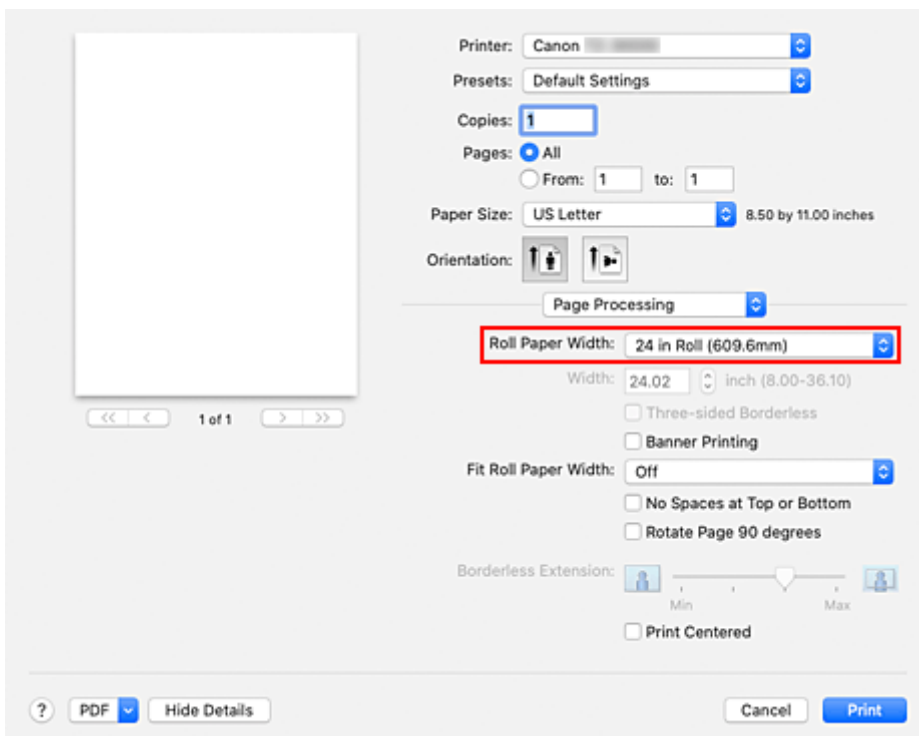 Printer: Canon
Presets: Default Settings
Copies: 1
Pages: All
From: 1 to: 1
Paper Size: US Letter 8.50 by 11.00 inches
Orientation:
Page Processing
Roll Paper Width: 24 in Roll (609.6mm)
Width: 24.02 inch (8.00-36.10)
<< < 1 of 1 > >>
Three-sided Borderless
Banner Printing
Fit Roll Paper Width: Off
No Spaces at Top or Bottom
Rotate Page 90 degrees
Borderless Extension:
Min Max
Print Centered
? PDF Hide Details Cancel Print